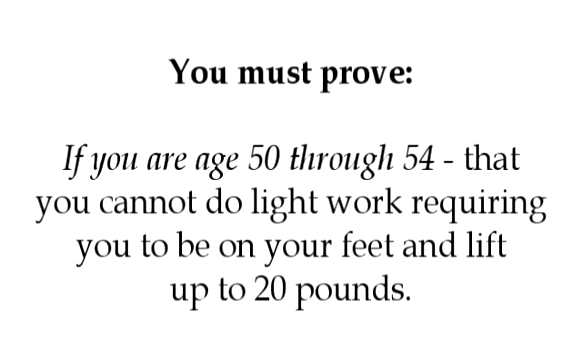 You must prove:
If you are age 50 through 54 - that
you cannot do light work requiring
you to be on your feet and lift
up to 20 pounds.